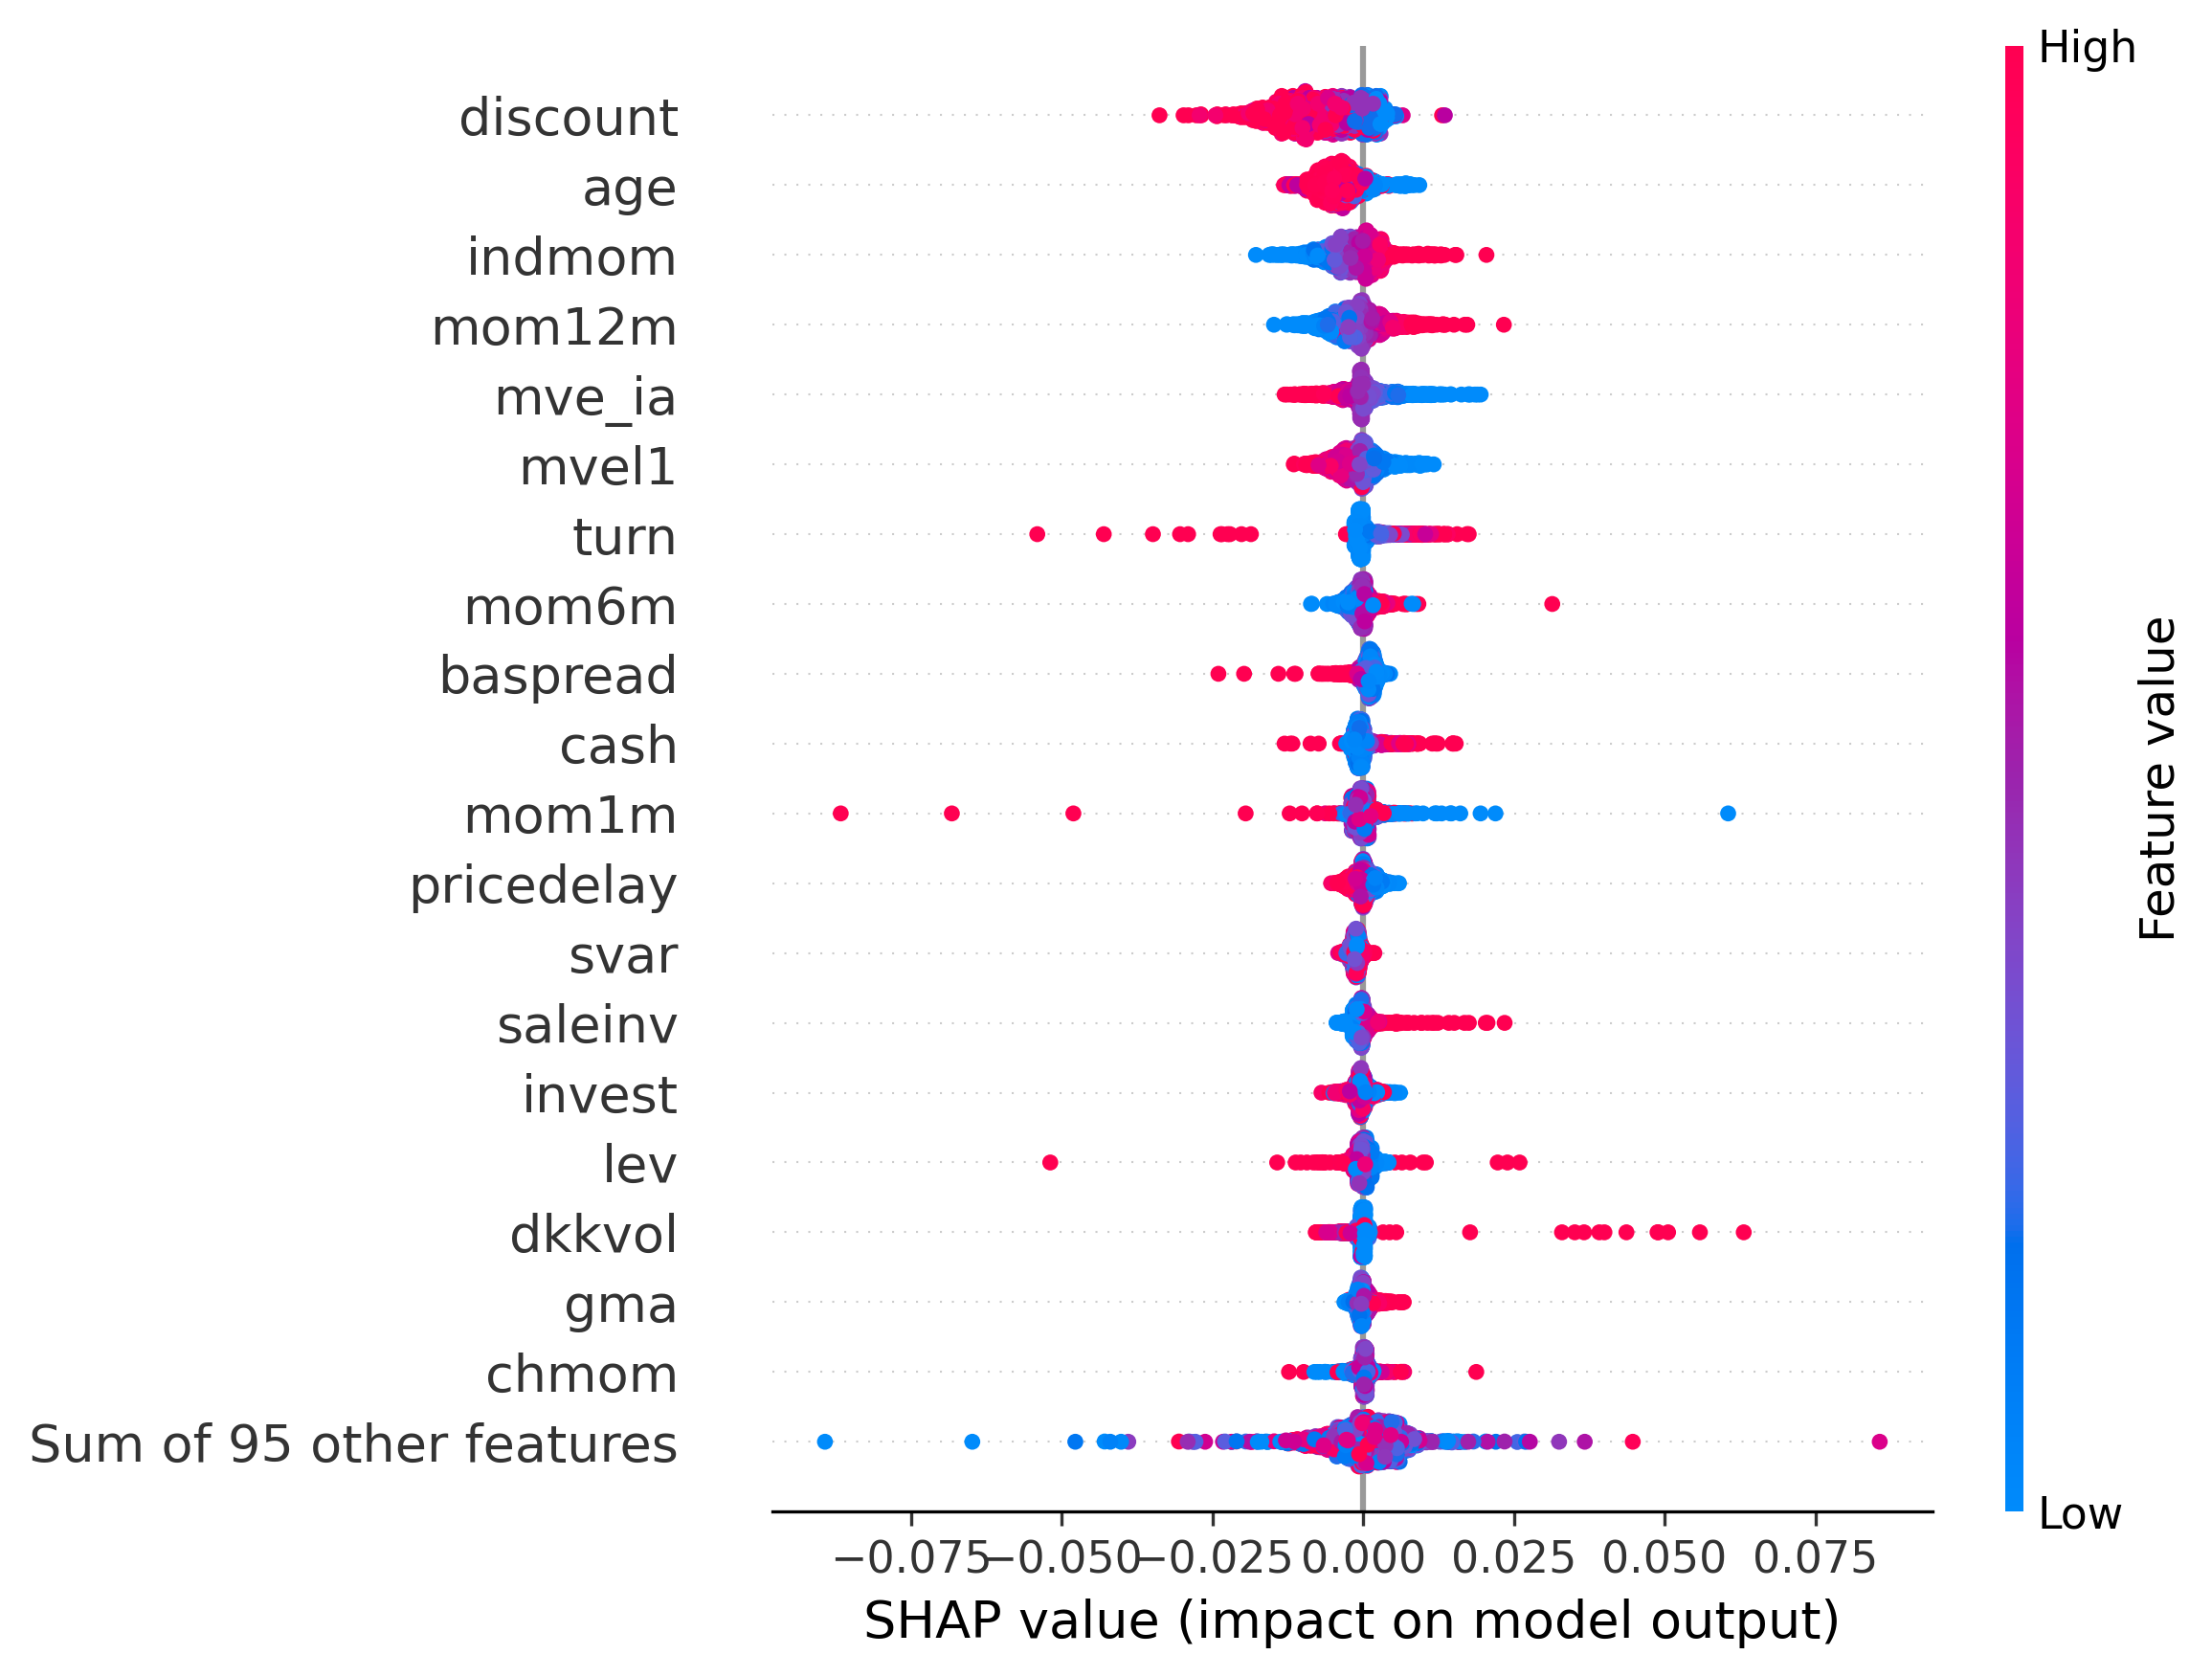 High
discount
age
indmom
mom12m
mve_ia
mvel1
turn
mom6m
baspread
cash
mom1m
pricedelay
svar
saleinv
invest
lev
dkkvol
gma
chmom
Sum of 95 other features
Feature value
Low
−0.075 −0.050 −0.025 0.000 0.025 0.050 0.075
SHAP value (impact on model output)